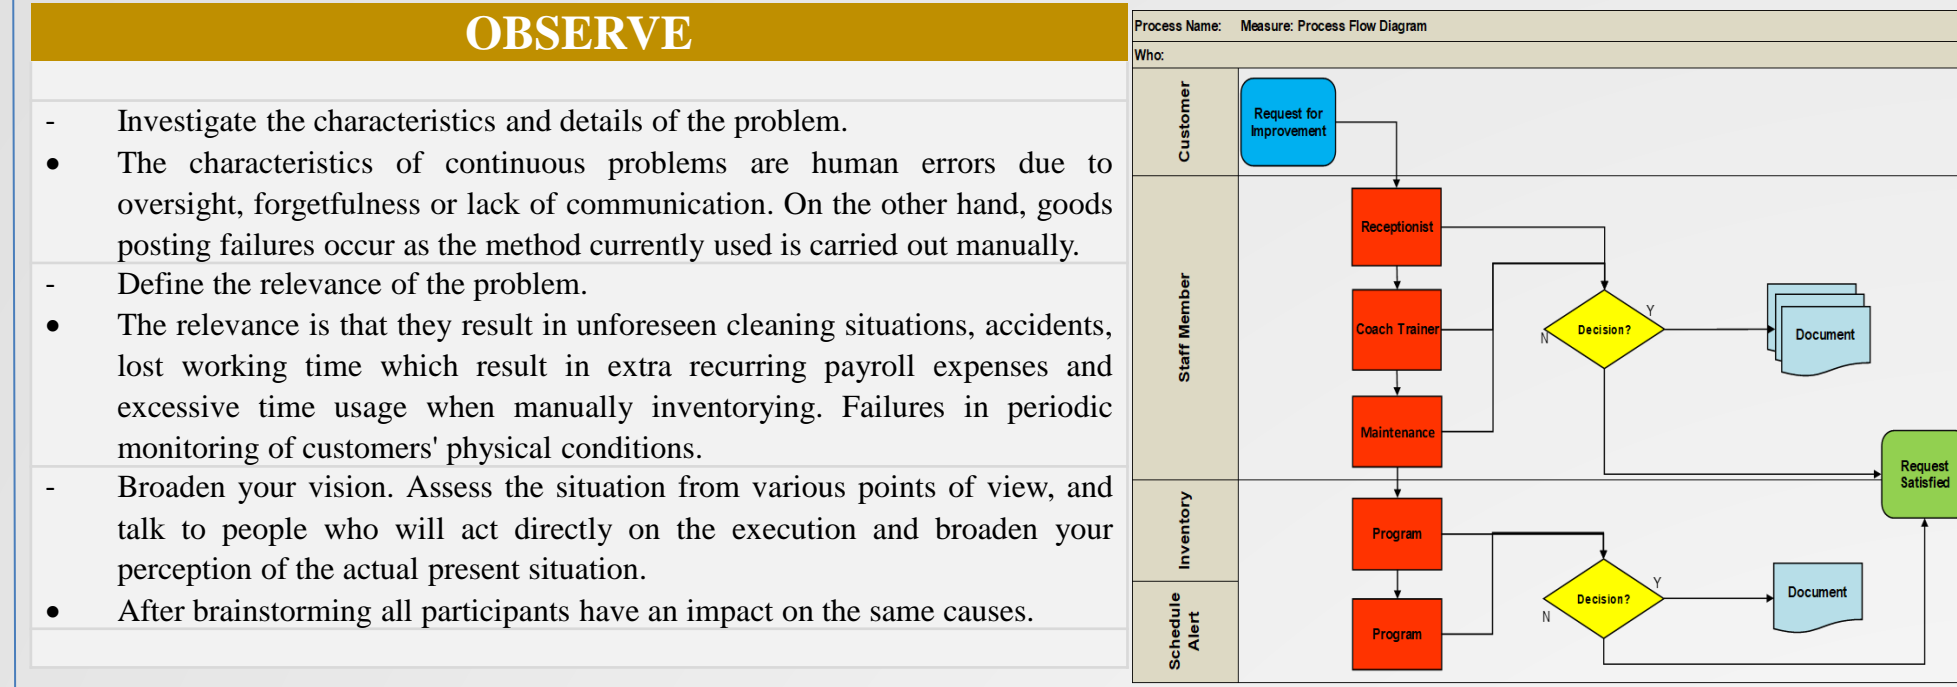 OBSERVE
- Investigate the characteristics and details of the problem.
• The characteristics of continuous problems are human errors due to
oversight, forgetfulness or lack of communication. On the other hand, goods
posting failures occur as the method currently used is carried out manually.
- Define the relevance of the problem.
• The relevance is that they result in unforeseen cleaning situations, accidents,
lost working time which result in extra recurring payroll expenses and
excessive time usage when manually inventorying. Failures in periodic
monitoring of customers' physical conditions.
- Broaden your vision. Assess the situation from various points of view, and
talk to people who will act directly on the execution and broaden your
perception of the actual present situation.
• After brainstorming all participants have an impact on the same causes.
Process Name: Measure: Process Flow Diagram
Who:
Customer
Request for
Improvement
Staff Member
Receptionist
Coach Trainer
Maintenance
Decision?
Y
N
Document
Request
Satisfied
Inventory
Program
Schedule
Alert
Program
Decision?
Y
N
Document